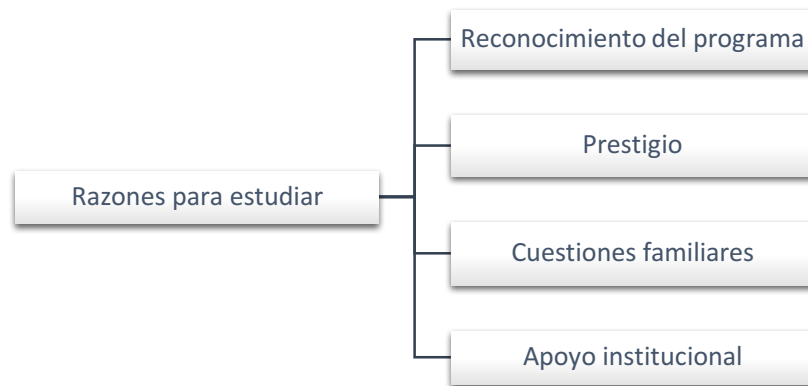 Reconocimiento del programa
Prestigio
Razones para estudiar
Cuestiones familiares
Apoyo institucional